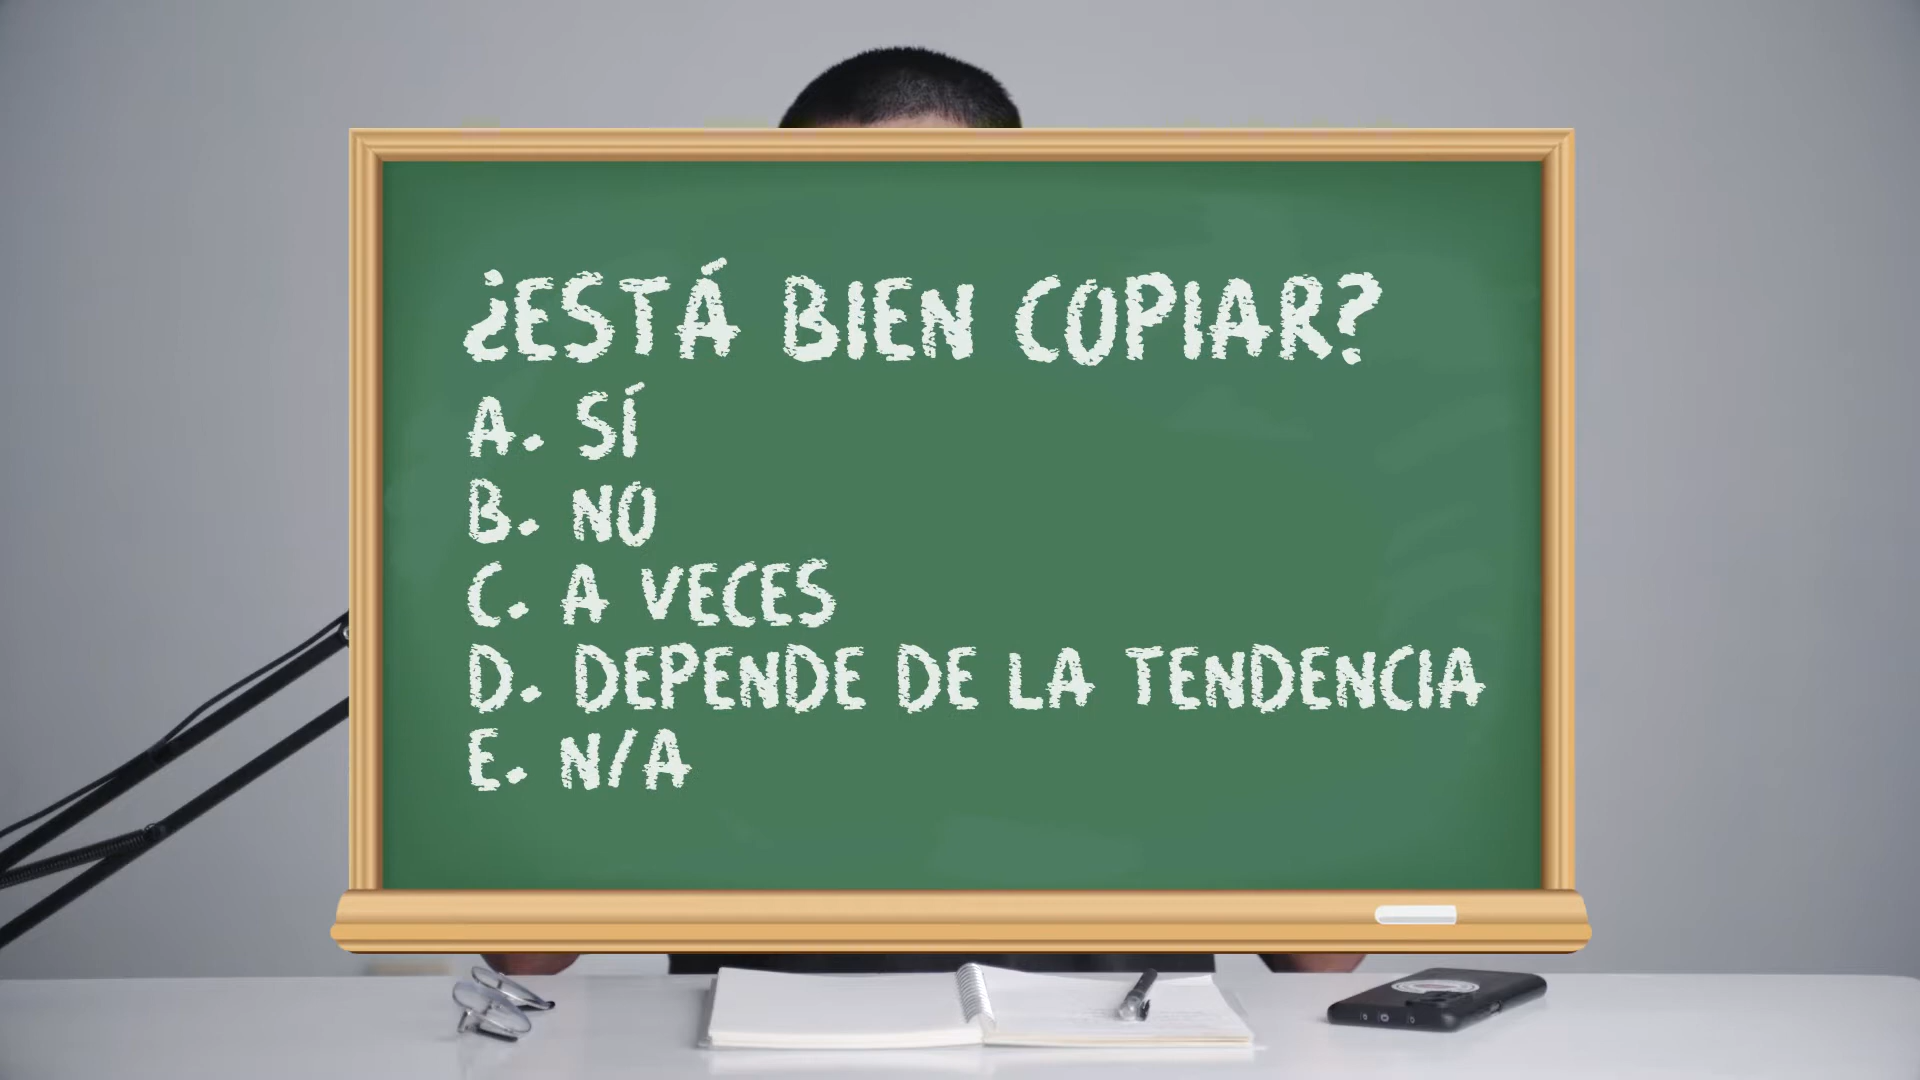 ¿ESTÁ BIEN COPIAR?
A. SÍ
B. NO
C. A VECES
D. DEPENDE DE LA TENDENCIA
E. N/A